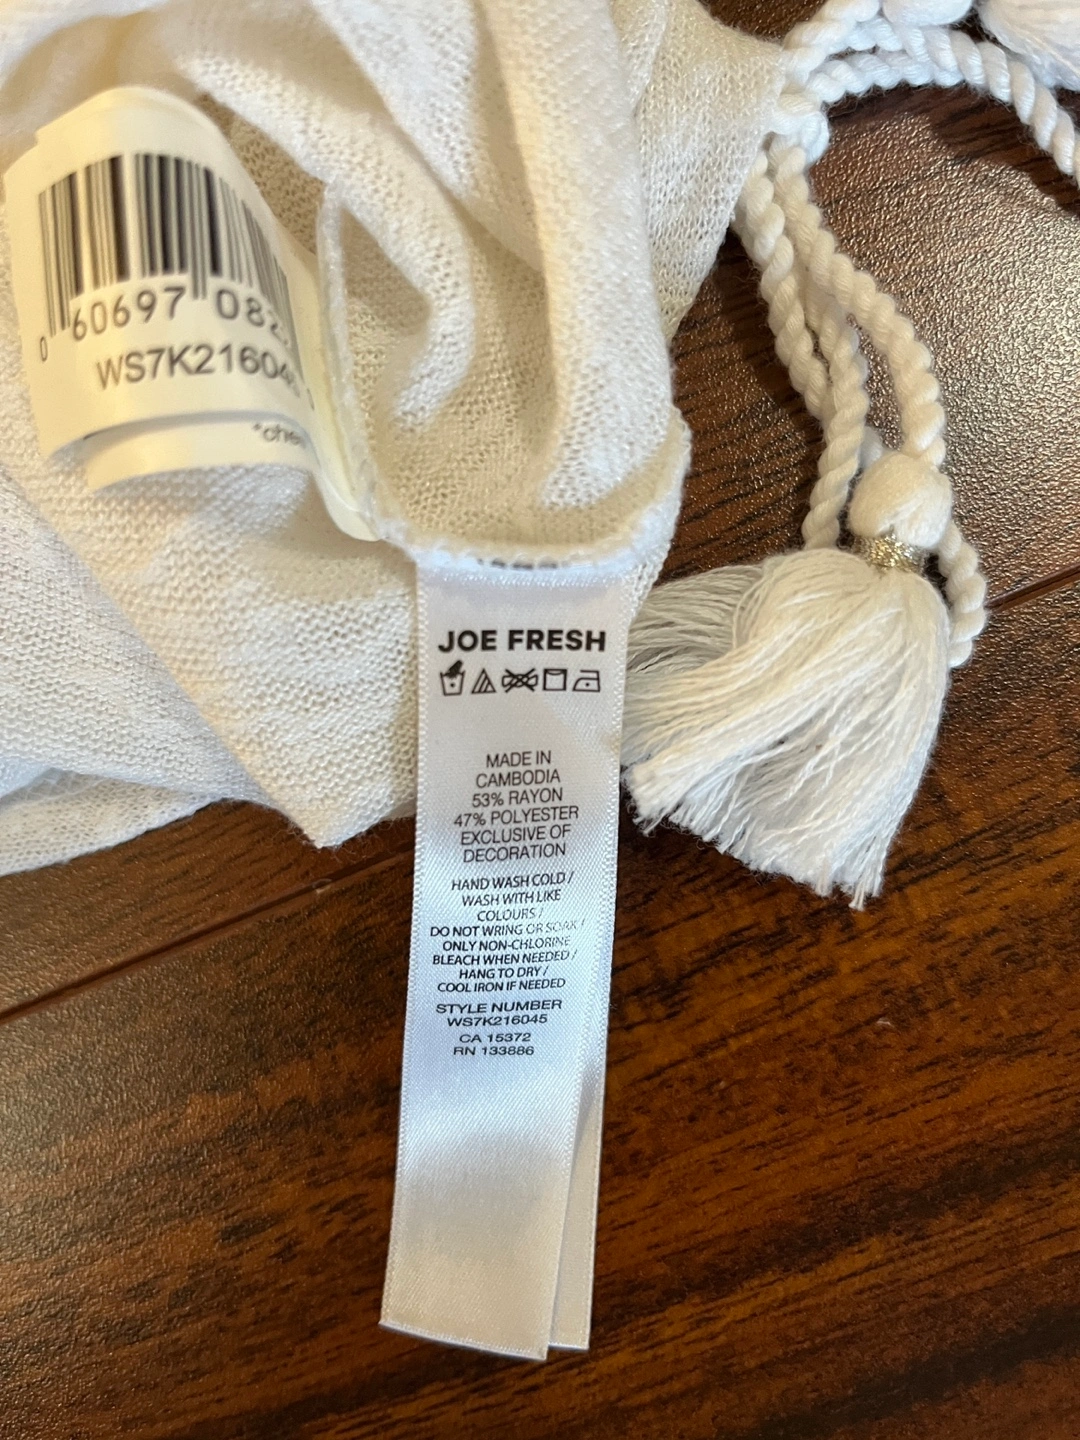 0 60697 082
WS7K21604
*che
JOE FRESH
MADE IN
CAMBODIA
53% RAYON
47% POLYESTER
EXCLUSIVE OF
DECORATION
HAND WASH COLD /
WASH WITH LIKE
COLOURS /
DO NOT WRING OR SOAK /
ONLY NON-CHLORINE
BLEACH WHEN NEEDED /
HANG TO DRY /
COOL IRON IF NEEDED
STYLE NUMBER
WS7K216045
CA 15372
RN 133886